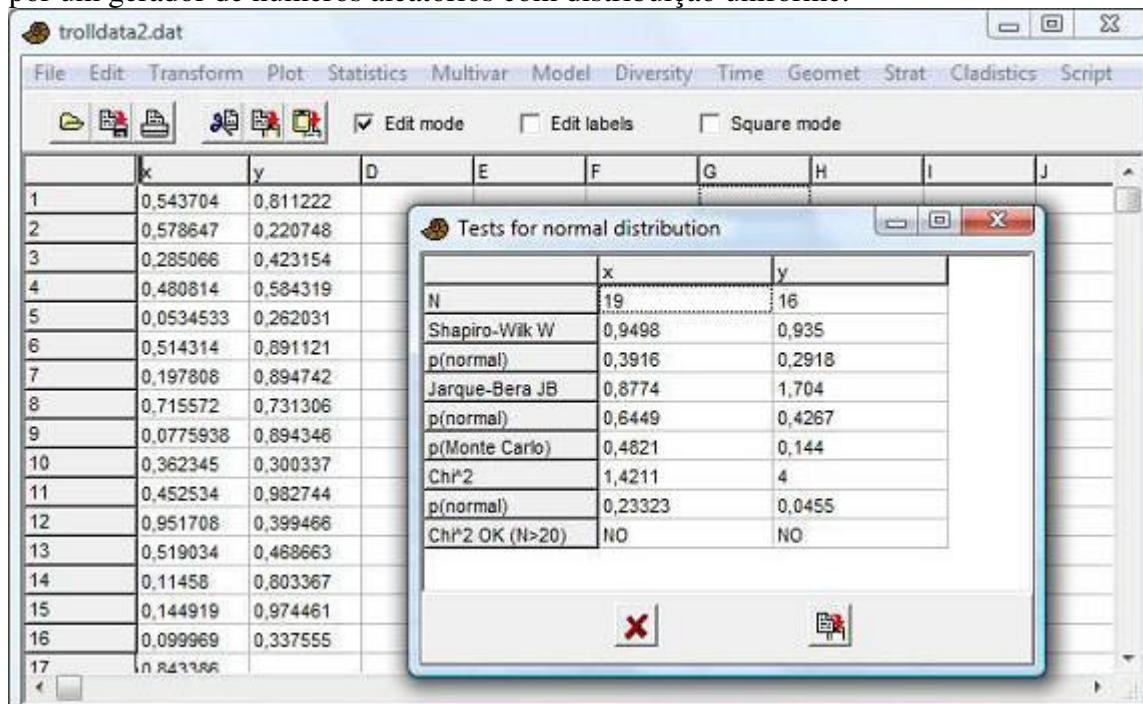 por um gerador de números aleatórios com distribuição uniforme.
trolldata2.dat
File Edit Transform Plot Statistics Multivar Model Diversity Time Geomet Strat Cladistics Script
Edit mode Edit labels Square mode
x y D E F G H I J
1 0,543704 0,811222
2 0,578647 0,220748
3 0,285066 0,423154
4 0,480814 0,584319
5 0,0534533 0,262031
6 0,514314 0,891121
7 0,197808 0,894742
8 0,715572 0,731306
9 0,0775938 0,894346
10 0,362345 0,300337
11 0,452534 0,982744
12 0,951708 0,399466
13 0,519034 0,468663
14 0,11458 0,803367
15 0,144919 0,974461
16 0,099969 0,337555
17 0,843386
Tests for normal distribution
x y
N 19 16
Shapiro-Wilk W 0,9498 0,935
p(normal) 0,3916 0,2918
Jarque-Bera JB 0,8774 1,704
p(normal) 0,6449 0,4267
p(Monte Carlo) 0,4821 0,144
Chi^2 1,4211 4
p(normal) 0,23323 0,0455
Chi^2 OK (N>20) NO NO